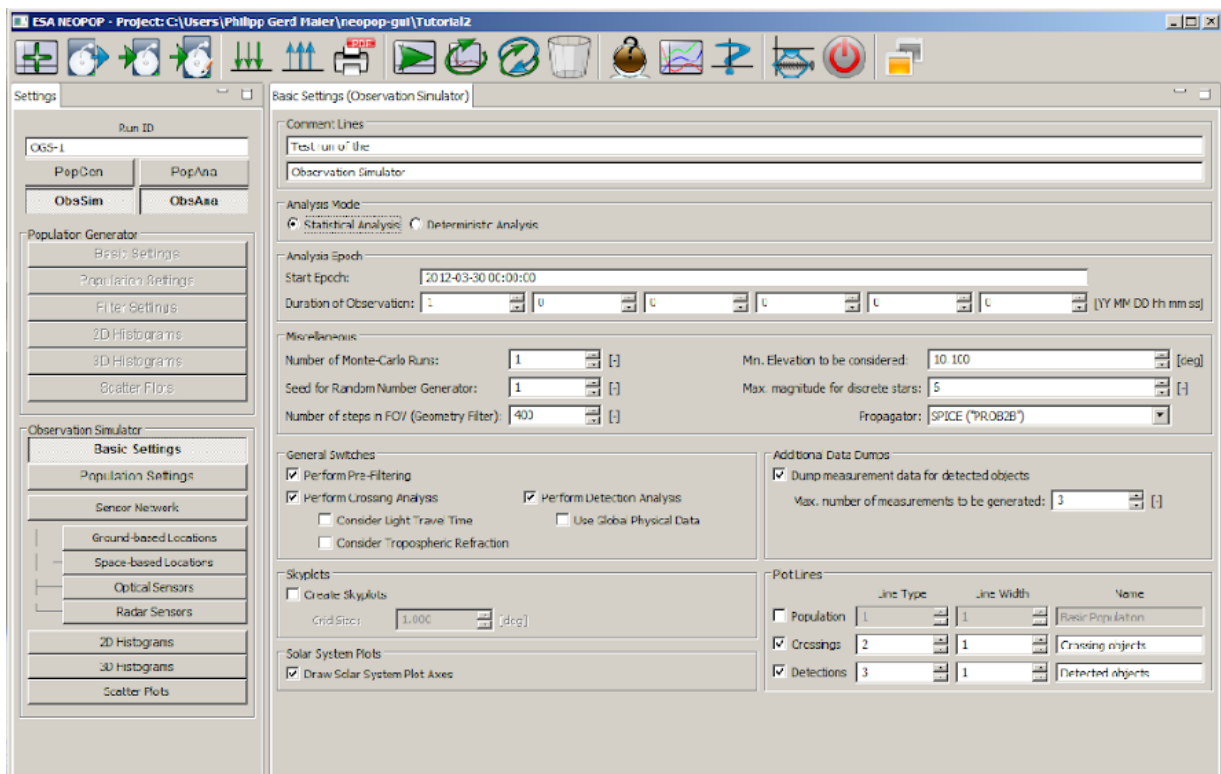 ESA NEOPOP - Project: C:\Users\Philipp Gerd Maier\neopop-gui\Tutorial2
PDF
Settings
Run ID
OGS-1
PopGen PopAna
ObsSim ObsAna
Population Generator
Basic Settings
Population Settings
Filter Settings
2D Histograms
3D Histograms
Scatter Plots
Observation Simulator
Basic Settings
Population Settings
Sensor Network
Ground-based Locations
Space-based Locations
Optical Sensors
Radar Sensors
2D Histograms
3D Histograms
Scatter Plots
Basic Settings (Observation Simulator)
Comment Lines
Test run of the
Observation Simulator
Analysis Mode
Statistical Analysis Deterministic Analysis
Analysis Epoch
Start Epoch: 2012-03-30 00:00:00
Duration of Observation: 1 0 0 0 0 0 [YY MM DD hh mm ss]
Miscellaneous
Number of Monte-Carlo Runs: 1 [-] Min. Elevation to be considered: 10.100 [deg]
Seed for Random Number Generator: 1 [-] Max. magnitude for discrete stars: 5 [-]
Number of steps in FOV (Geometry Filter): 400 [-] Propagator: SPICE ("PROB2B")
General Switches
Perform Pre-Filtering
Perform Crossing Analysis Perform Detection Analysis
Consider Light Travel Time Use Global Physical Data
Consider Tropospheric Refraction
Additional Data Dumps
Dump measurement data for detected objects
Max. number of measurements to be generated: 3 [-]
Skyplots
Create Skyplots
Grid Size: 1.000 [deg]
Solar System Plots
Draw Solar System Plot Axes
Plot Lines
Line Type Line Width Name
Population 1 1 Basic Population
Crossings 2 1 Crossing objects
Detections 3 1 Detected objects